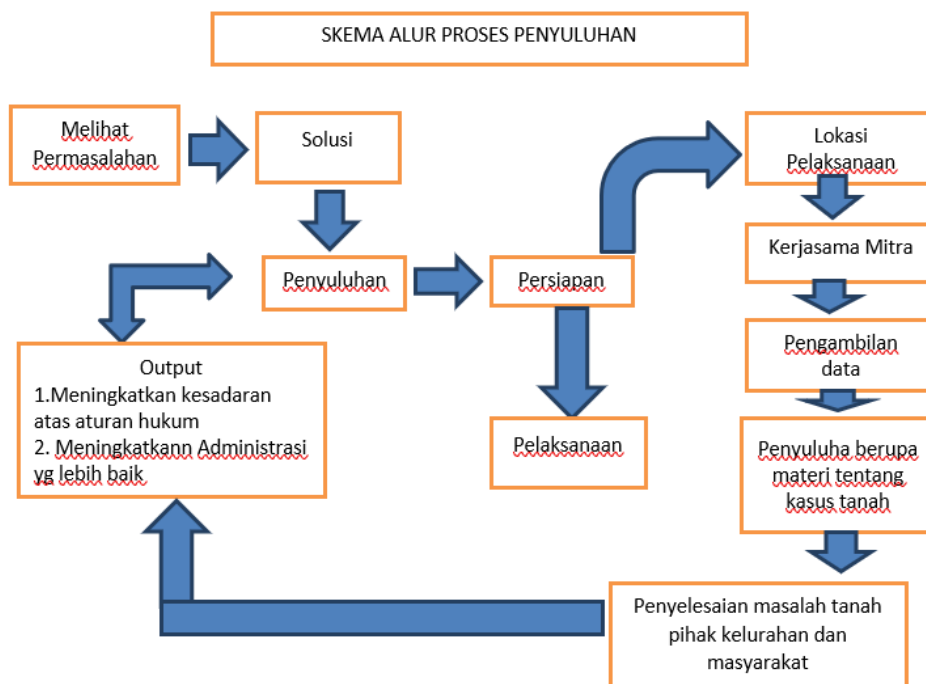 SKEMA ALUR PROSES PENYULUHAN
Melihat
Permasalahan
Solusi
Lokasi
Pelaksanaan
Penyuluhan
Persiapan
Kerjasama Mitra
Pengambilan
data
Output
1.Meningkatkan kesadaran
atas aturan hukum
2. Meningkatkann Administrasi
yg lebih baik
Pelaksanaan
Penyuluha berupa
materi tentang
kasus tanah
Penyelesaian masalah tanah
pihak kelurahan dan
masyarakat